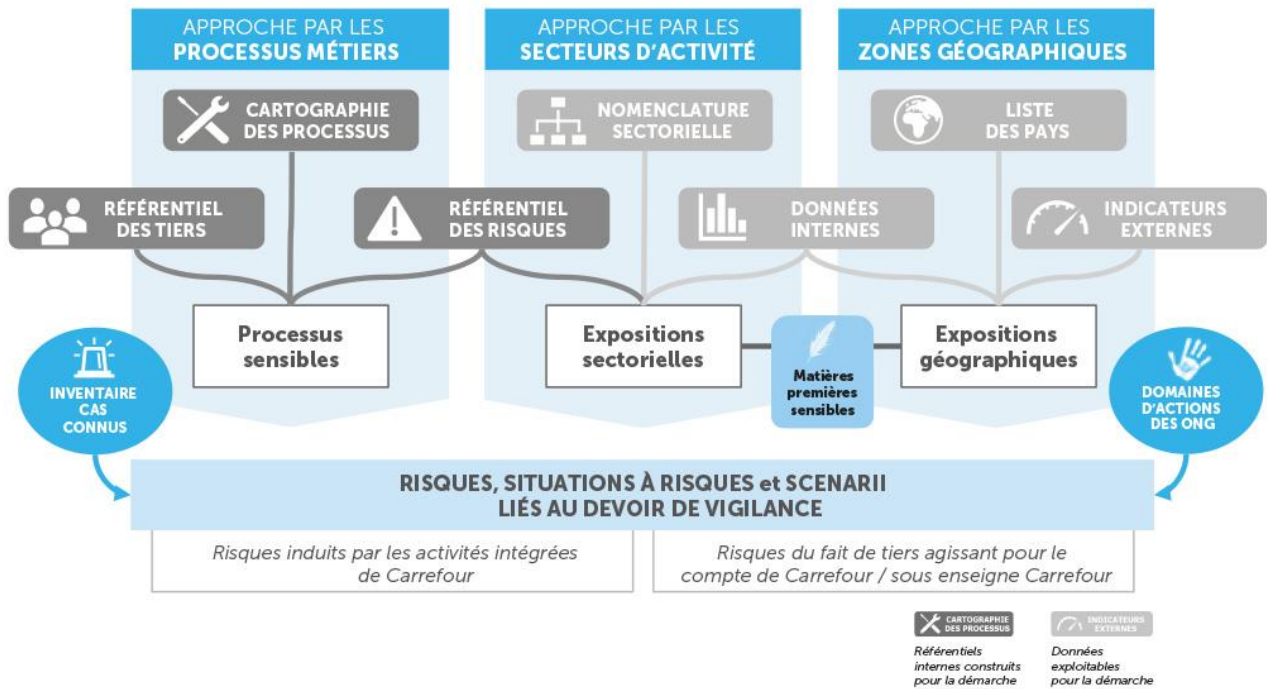 APPROCHE PAR LES
PROCESSUS MÉTIERS
APPROCHE PAR LES
SECTEURS D'ACTIVITÉ
APPROCHE PAR LES
ZONES GÉOGRAPHIQUES
CARTOGRAPHIE
DES PROCESSUS
NOMENCLATURE
SECTORIELLE
LISTE
DES PAYS
RÉFÉRENTIEL
DES TIERS
RÉFÉRENTIEL
DES RISQUES
DONNÉES
INTERNES
INDICATEURS
EXTERNES
Processus
sensibles
Expositions
sectorielles
Matières
premières
sensibles
Expositions
géographiques
INVENTAIRE
CAS
CONNUS
DOMAINES
D'ACTIONS
DES ONG
RISQUES, SITUATIONS À RISQUES et SCENARII
LIÉS AU DEVOIR DE VIGILANCE
Risques induits par les activités intégrées
de Carrefour
Risques du fait de tiers agissant pour le
compte de Carrefour / sous enseigne Carrefour
CARTOGRAPHIE
DES PROCESSUS
Référentiels
internes construits
pour la démarche
INDICATEURS
EXTERNES
Données
exploitables
pour la démarche